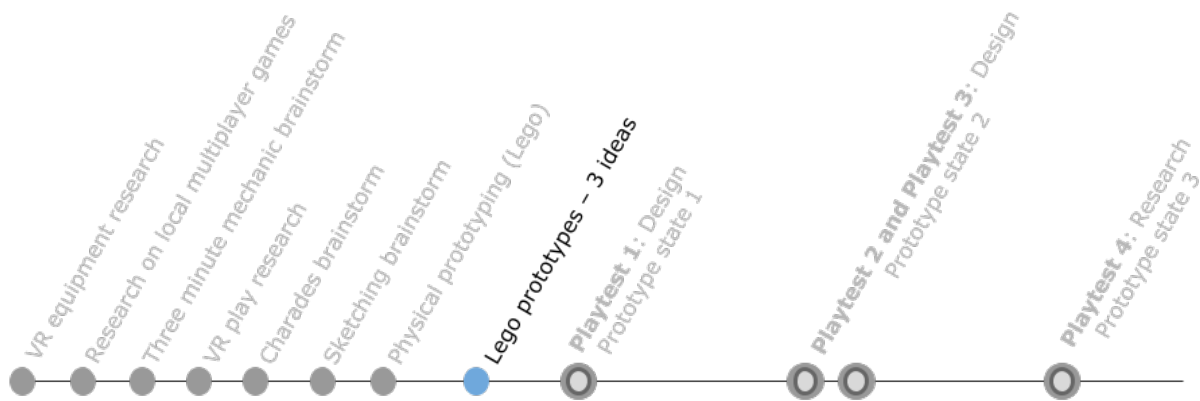 VR equipment research
Research on local multiplayer games
Three minute mechanic brainstorm
VR play research
Charades brainstorm
Sketching brainstorm
Physical prototyping (Lego)
Lego prototypes – 3 ideas
Playtest 1: Design
Prototype state 1
Playtest 2 and Playtest 3: Design
Prototype state 2
Playtest 4: Research
Prototype state 3